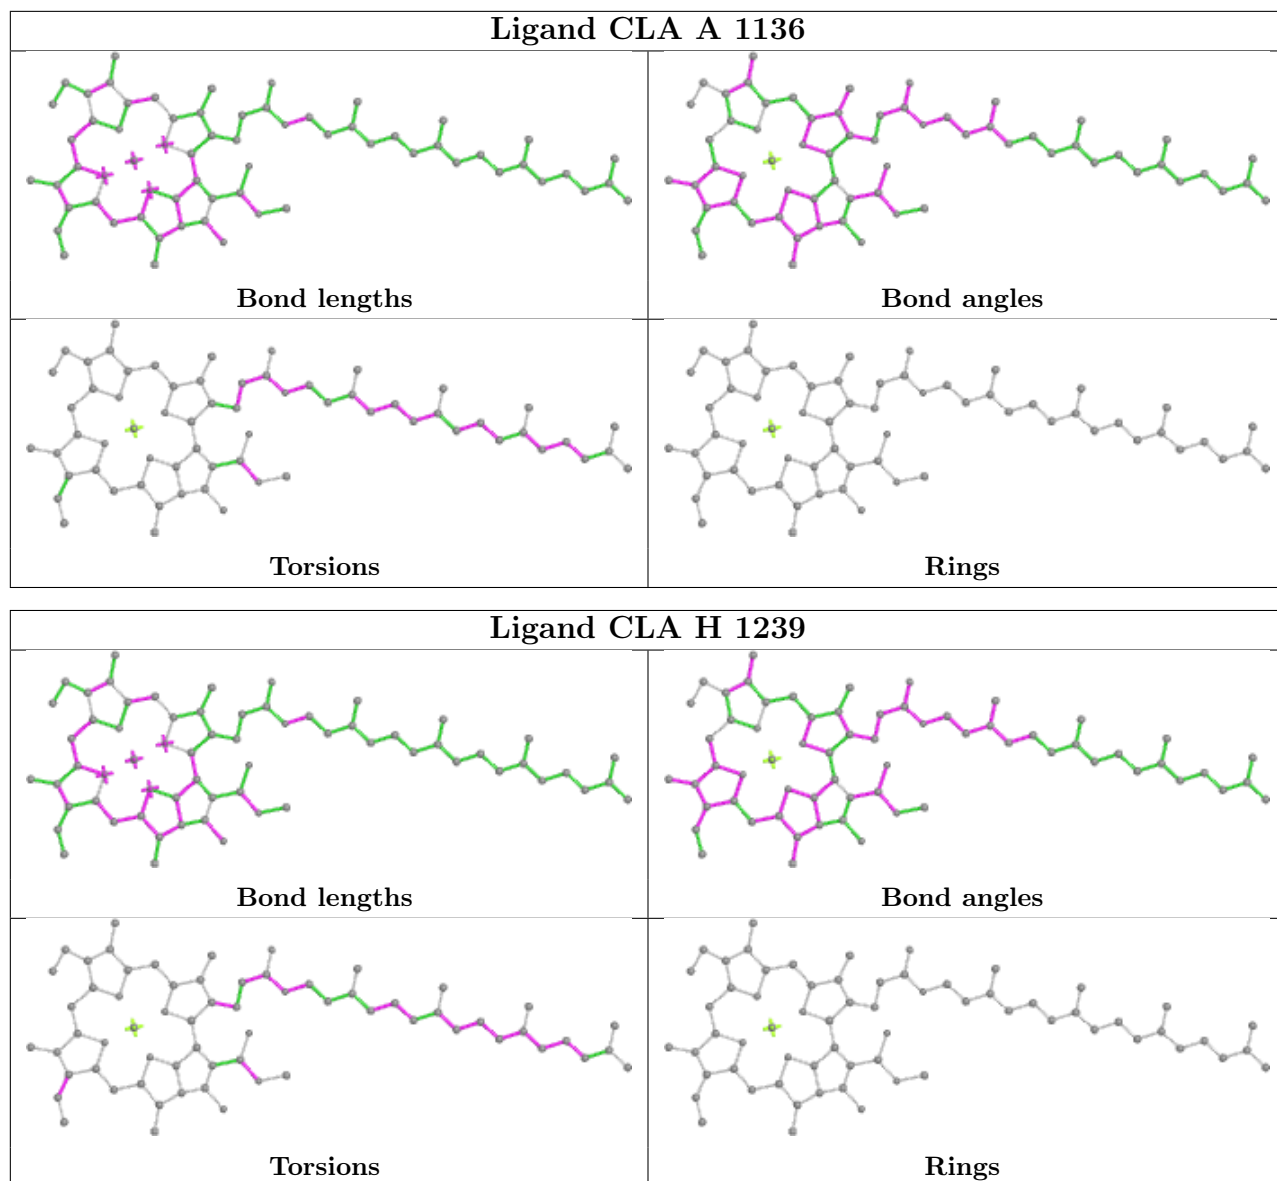 Ligand CLA A 1136
Bond lengths
Bond angles
Torsions
Rings
Ligand CLA H 1239
Bond lengths
Bond angles
Torsions
Rings